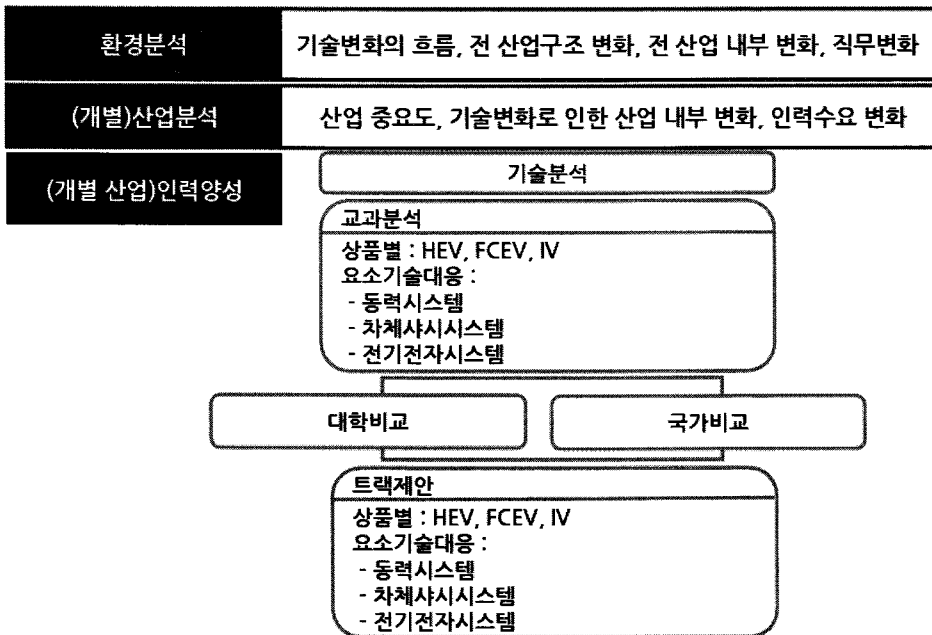 환경분석
기술변화의 흐름, 전 산업구조 변화, 전 산업 내부 변화, 직무변화
(개별)산업분석
산업 중요도, 기술변화로 인한 산업 내부 변화, 인력수요 변화
(개별 산업)인력양성
기술분석
교과분석
상품별 : HEV, FCEV, IV
요소기술대응 :
- 동력시스템
- 차체샤시시스템
- 전기전자시스템
대학비교
국가비교
트랙제안
상품별 : HEV, FCEV, IV
요소기술대응 :
- 동력시스템
- 차체샤시시스템
- 전기전자시스템